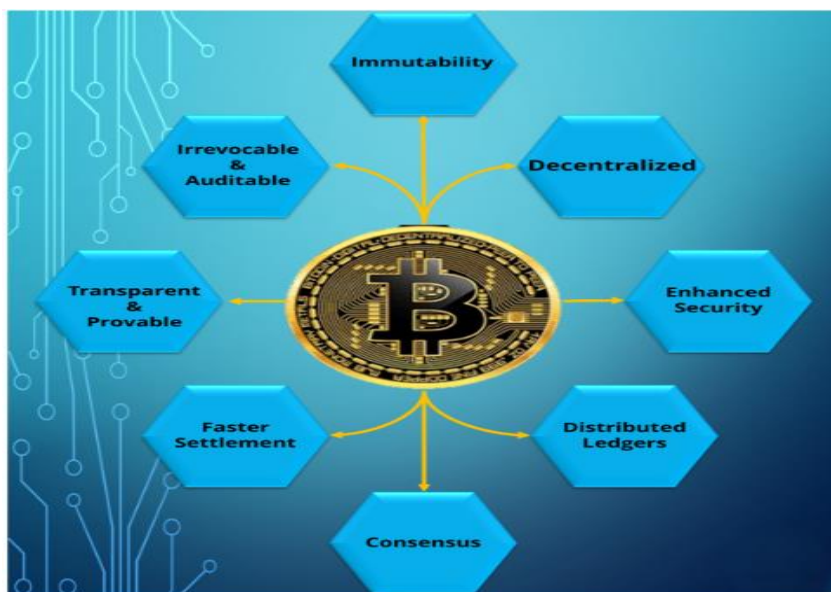 Immutability
Irrevocable
&
Auditable
Decentralized
Transparent
&
Provable
Enhanced
Security
Faster
Settlement
Distributed
Ledgers
Consensus